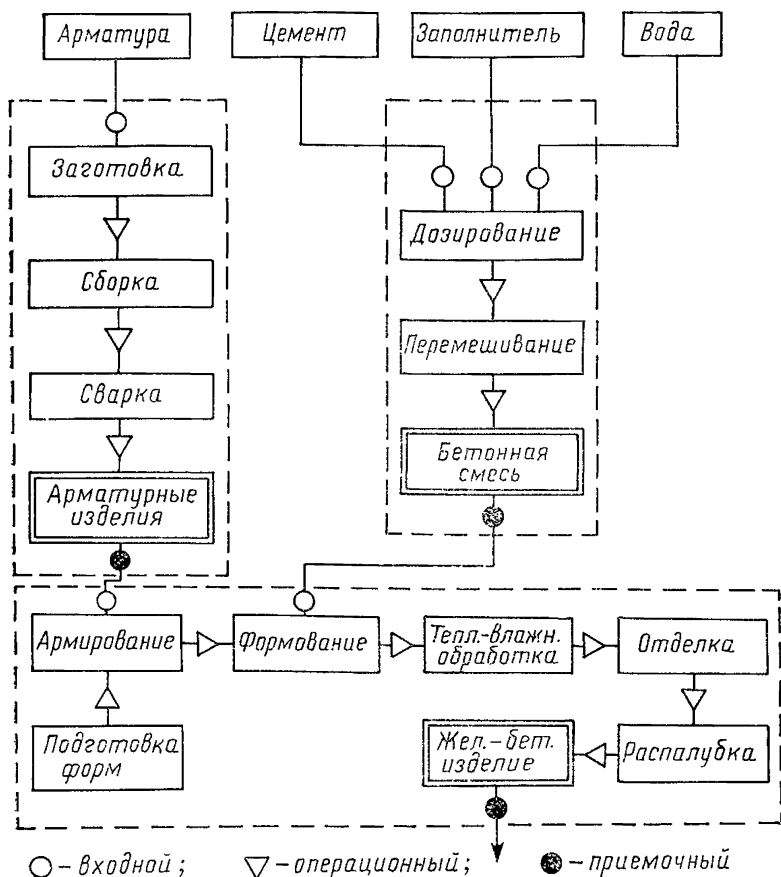 Арматура
Цемент
Заполнитель
Вода
Заготовка
Дозирование
Сборка
Перемешивание
Сварка
Бетонная
смесь
Арматурные
изделия
Армирование
Формование
Тепл.-влажн.
обработка
Отделка
Подготовка
форм
Жел.-бет.
изделие
Распалубка
– входной;
– операционный;
– приемочный